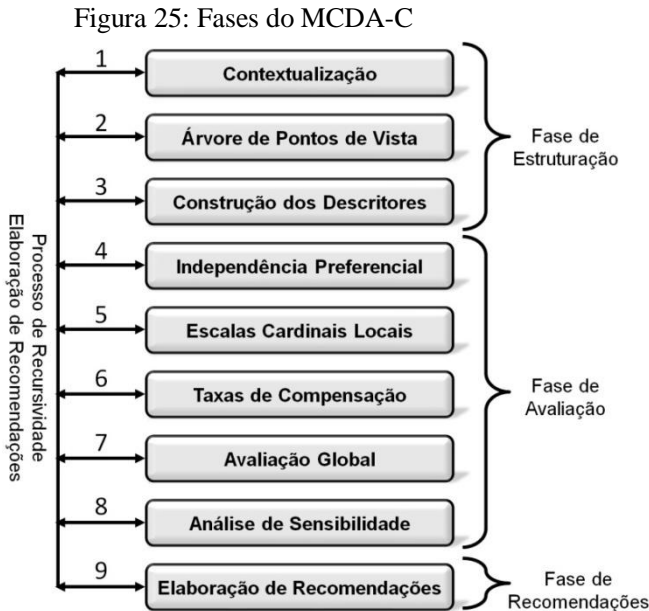 Figura 25: Fases do MCDA-C
1
Contextualização
2
Árvore de Pontos de Vista
3
Construção dos Descritores
Fase de
Estruturação
4
Independência Preferencial
5
Escalas Cardinais Locais
6
Taxas de Compensação
7
Avaliação Global
8
Análise de Sensibilidade
Fase de
Avaliação
9
Elaboração de Recomendações
Fase de
Recomendações
Processo de Recursividade
Elaboração de Recomendações